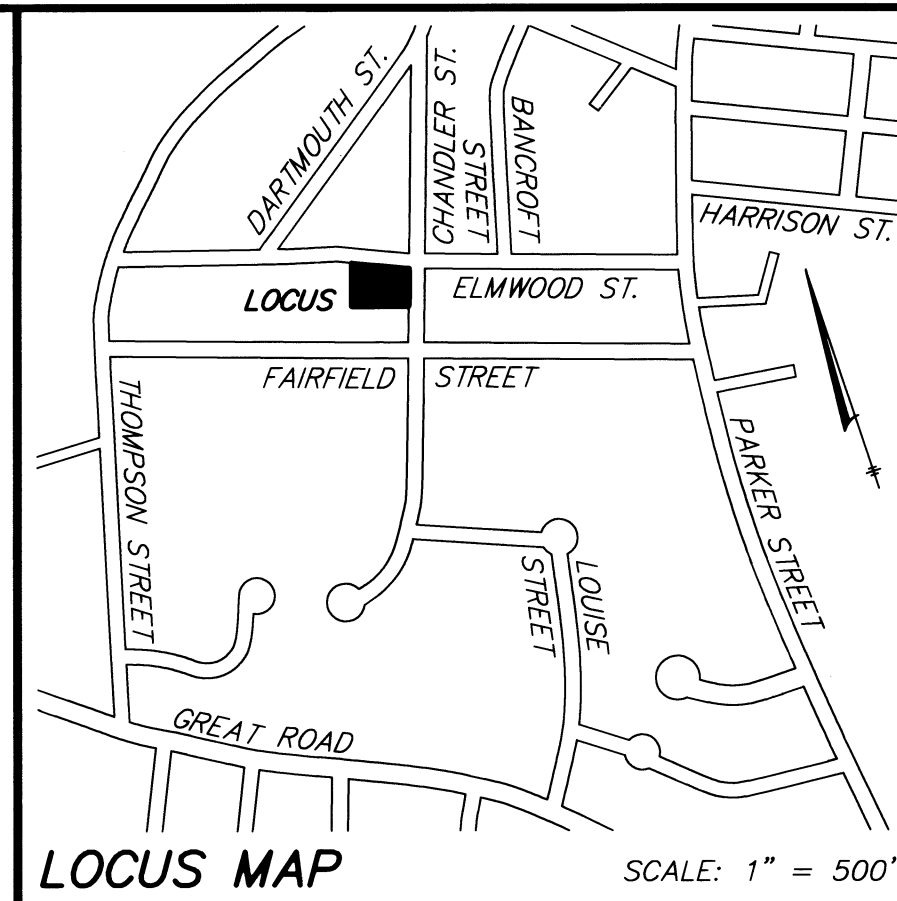 DARTMOUTH ST.
CHANDLER ST.
BANCROFT
STREET
HARRISON ST.
LOCUS
ELMWOOD ST.
FAIRFIELD STREET
THOMPSON STREET
PARKER STREET
LOUISE
STREET
GREAT ROAD
LOCUS MAP
SCALE: 1" = 500'